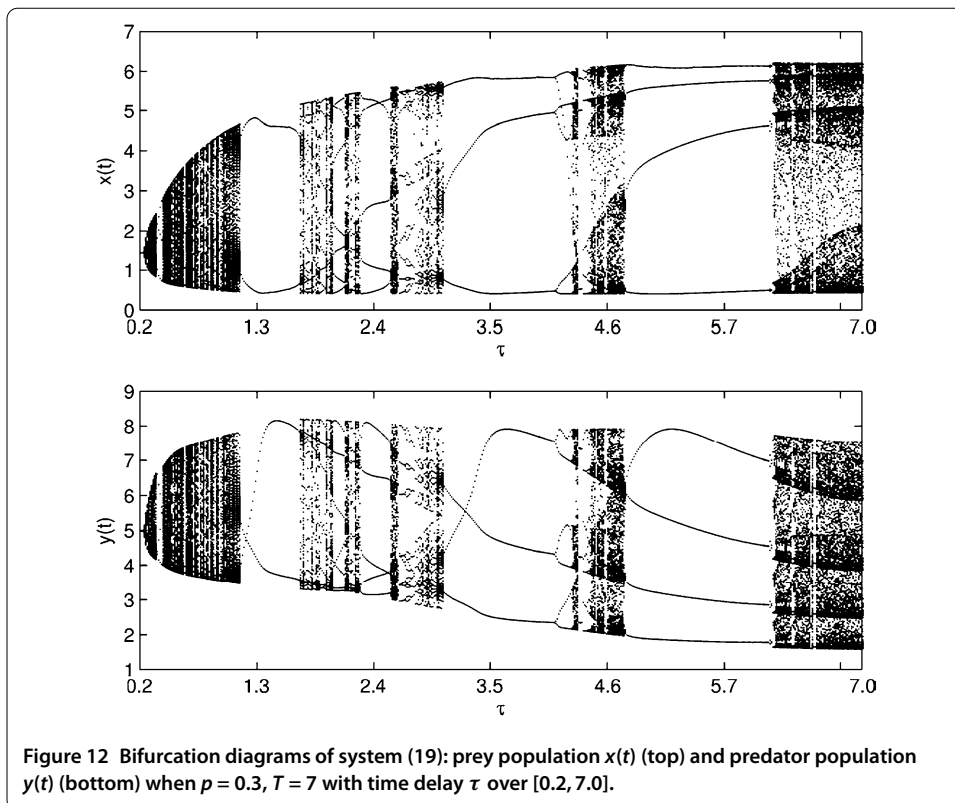 7
6
5
4
3
2
1
0
x(t)
0.2 1.3 2.4 3.5 4.6 5.7 7.0
τ
9
8
7
6
5
4
3
2
1
y(t)
0.2 1.3 2.4 3.5 4.6 5.7 7.0
τ
Figure 12 Bifurcation diagrams of system (19): prey population x(t) (top) and predator population
y(t) (bottom) when p = 0.3, T = 7 with time delay τ over [0.2, 7.0].